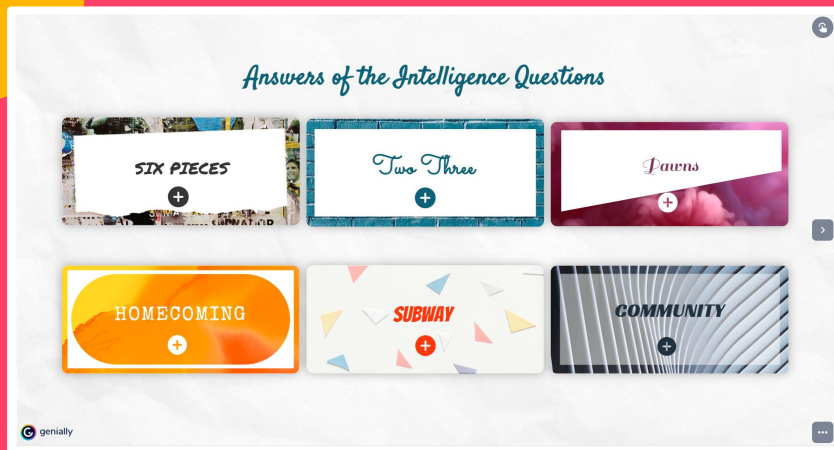 Answers of the Intelligence Questions
SIX PIECES
Two Three
Pawns
HOMECOMING
SUBWAY
COMMUNITY
genially